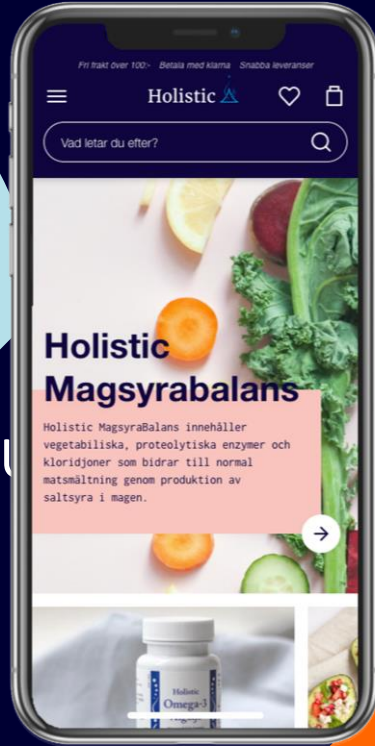 Fri frakt över 100:- Betala med klarna Snabba leveranser
Holistic
Vad letar du efter?
Holistic
Magsyrabalans
Holistic MagsyraBalans innehåller
vegetabiliska, proteolytiska enzymer och
kloridjoner som bidrar till normal
matsmältning genom produktion av
saltsyra i magen.
Holistic
Omega-3